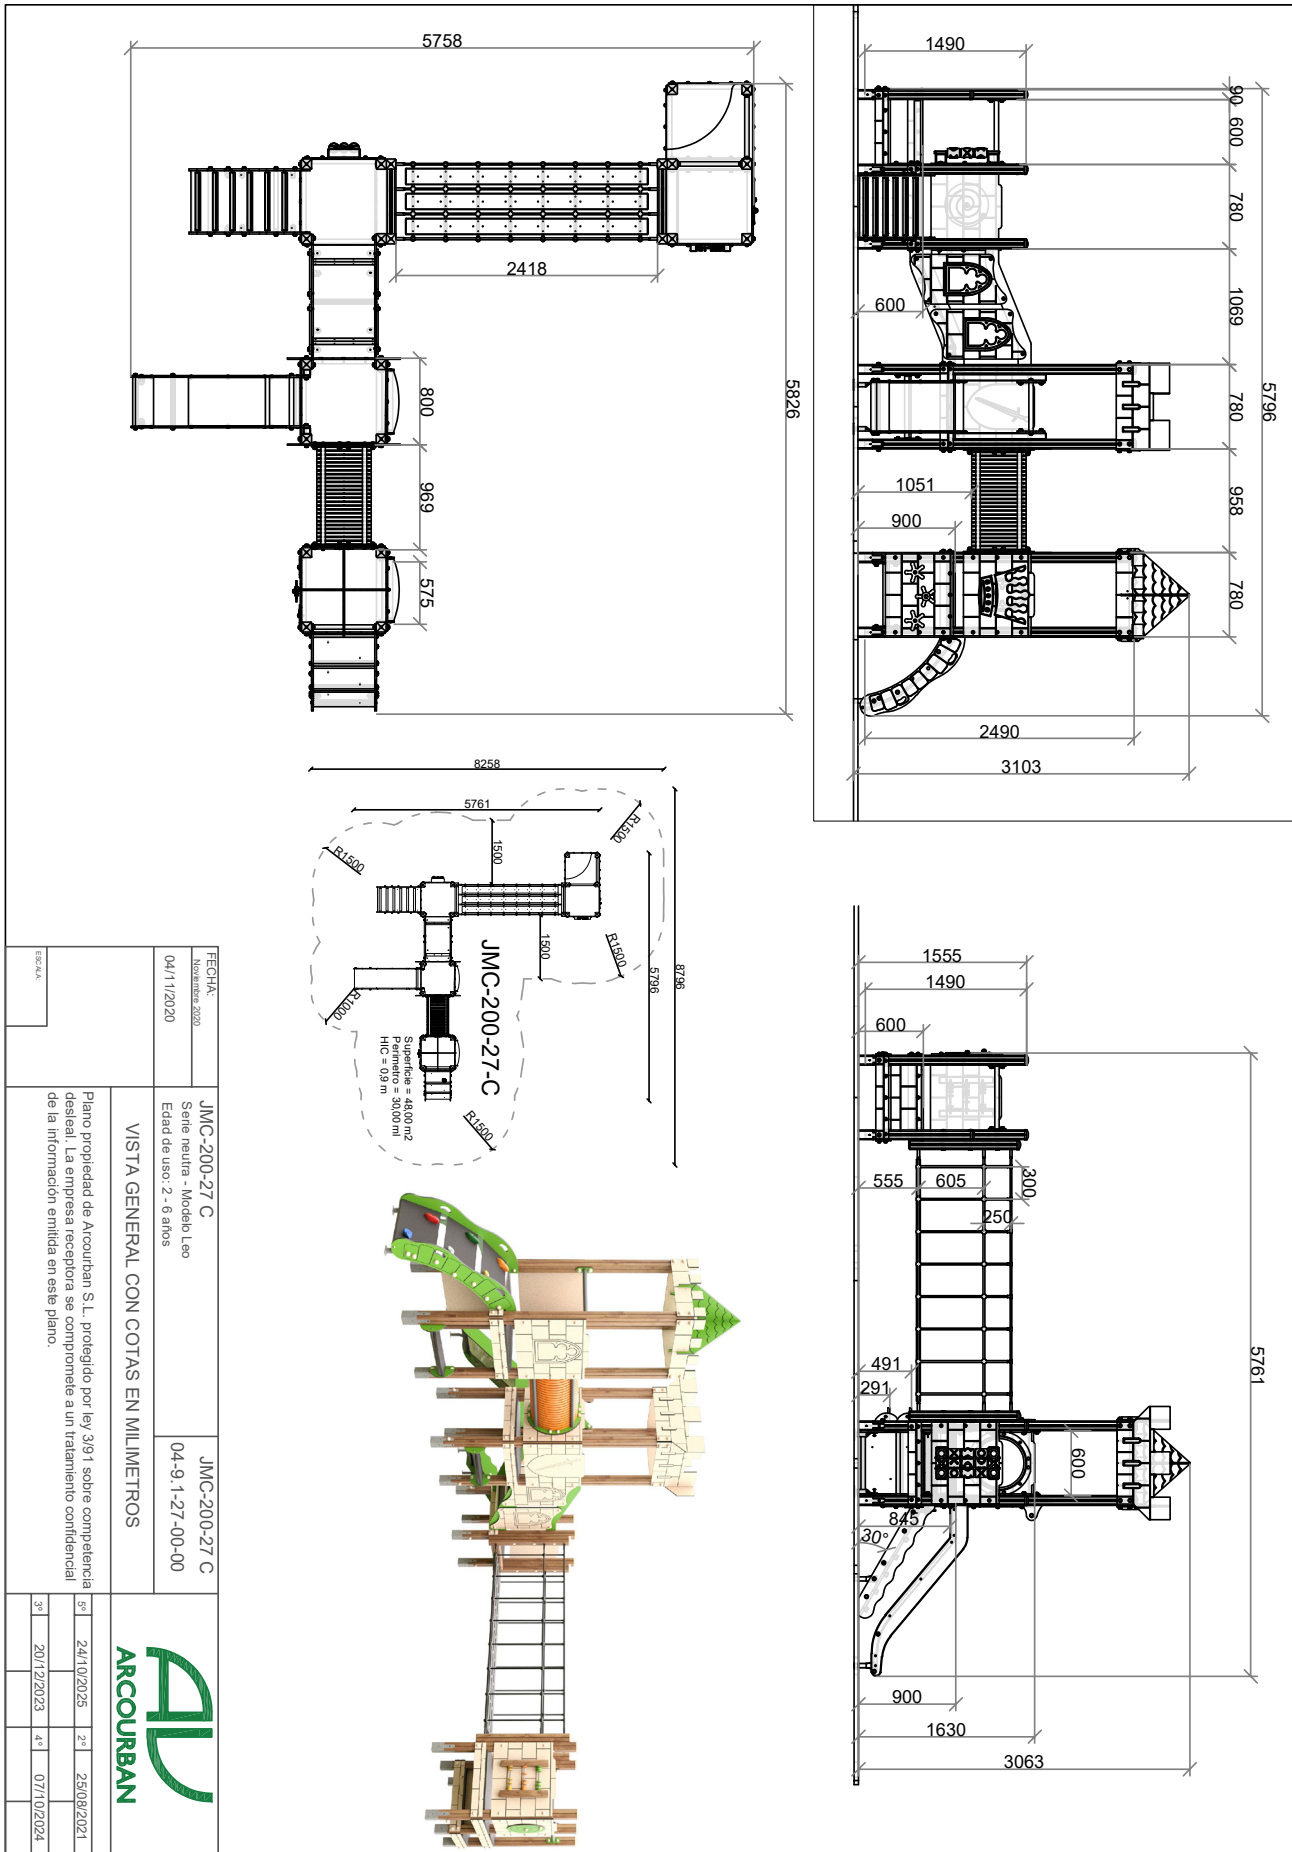 5758
2418
5826
800
969
575
1490
90
600
780
1069
780
958
780
5796
600
1051
900
2490
3103
8258
5761
R1500
R1500
1500
1500
R1500
5796
8796
R1000
R1500
JMC-200-27-C
Superficie = 48,00 m2
Perímetro = 30,00 ml
HIC = 0,9 m
1555
1490
600
555
605
300
250
491
291
600
845
30°
900
1630
3063
5761
FECHA:
Noviembre 2020
04/11/2020
ESCALA:
JMC-200-27 C
Serie neutra - Modelo Leo
Edad de uso: 2 - 6 años
JMC-200-27 C
04-9.1-27-00-00
VISTA GENERAL CON COTAS EN MILIMETROS
Plano propiedad de Arcourban S.L. protegido por ley 3/91 sobre competencia
desleal. La empresa receptora se compromete a un tratamiento confidencial
de la información emitida en este plano.
ARCOURBAN
5º 24/10/2025 2º 25/08/2021
3º 20/12/2023 4º 07/10/2024